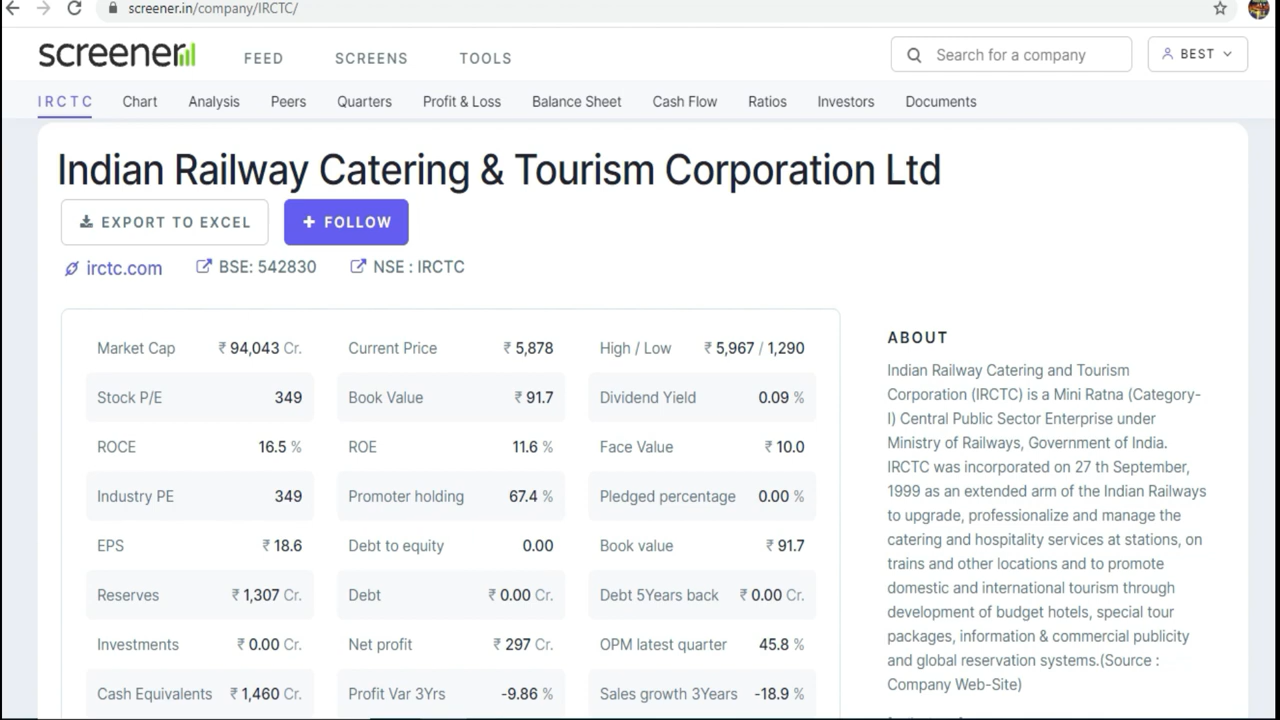 screener.in/company/IRCTC/
screener FEED SCREENS TOOLS Search for a company BEST
IRCTC Chart Analysis Peers Quarters Profit & Loss Balance Sheet Cash Flow Ratios Investors Documents
Indian Railway Catering & Tourism Corporation Ltd
EXPORT TO EXCEL + FOLLOW
irctc.com BSE: 542830 NSE : IRCTC
Market Cap ₹ 94,043 Cr. Current Price ₹ 5,878 High / Low ₹ 5,967 / 1,290
Stock P/E 349 Book Value ₹ 91.7 Dividend Yield 0.09 %
ROCE 16.5 % ROE 11.6 % Face Value ₹ 10.0
Industry PE 349 Promoter holding 67.4 % Pledged percentage 0.00 %
EPS ₹ 18.6 Debt to equity 0.00 Book value ₹ 91.7
Reserves ₹ 1,307 Cr. Debt ₹ 0.00 Cr. Debt 5Years back ₹ 0.00 Cr.
Investments ₹ 0.00 Cr. Net profit ₹ 297 Cr. OPM latest quarter 45.8 %
Cash Equivalents ₹ 1,460 Cr. Profit Var 3Yrs -9.86 % Sales growth 3Years -18.9 %
ABOUT
Indian Railway Catering and Tourism
Corporation (IRCTC) is a Mini Ratna (Category-
I) Central Public Sector Enterprise under
Ministry of Railways, Government of India.
IRCTC was incorporated on 27 th September,
1999 as an extended arm of the Indian Railways
to upgrade, professionalize and manage the
catering and hospitality services at stations, on
trains and other locations and to promote
domestic and international tourism through
development of budget hotels, special tour
packages, information & commercial publicity
and global reservation systems.(Source :
Company Web-Site)